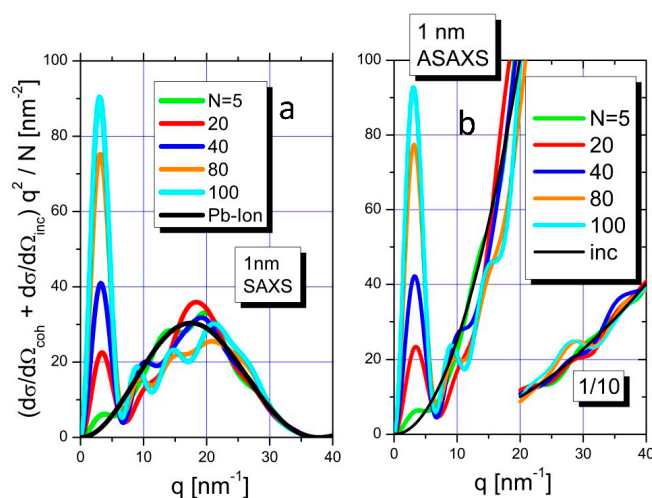 (dσ/dΩcoh + dσ/dΩinc) q² / N [nm⁻²]
100
80
60
40
20
0
0 10 20 30 40
q [nm⁻¹]
a
N=5
20
40
80
100
Pb-Ion
1nm
SAXS
1 nm
ASAXS
b
100
80
60
40
20
0
0 10 20 30 40
q [nm⁻¹]
N=5
20
40
80
100
inc
1/10